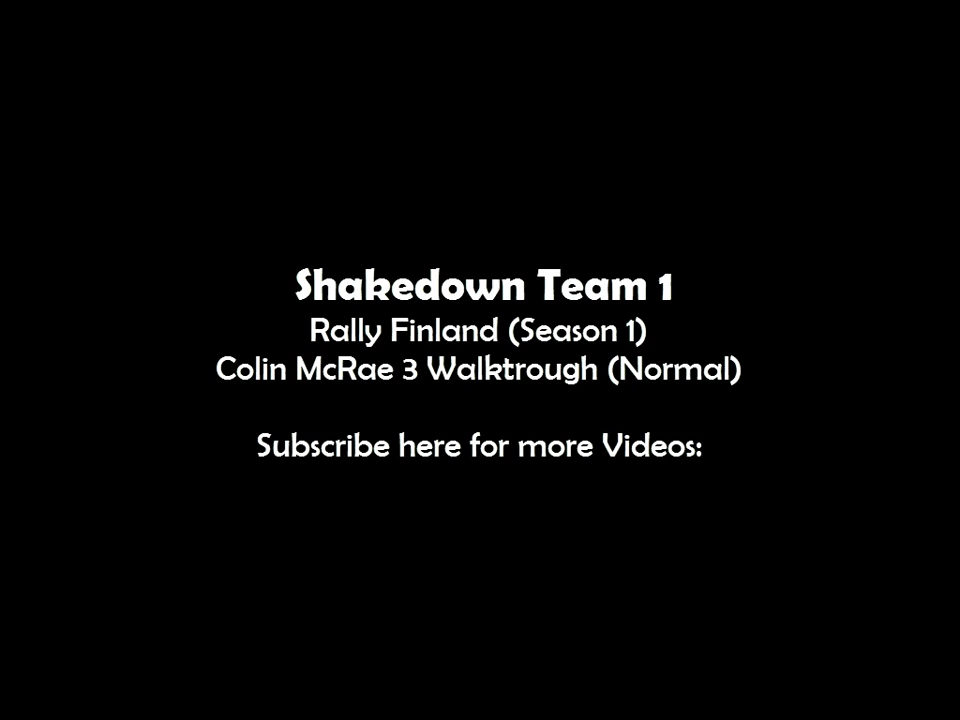 Shakedown Team 1
Rally Finland (Season 1)
Colin McRae 3 Walktrough (Normal)
Subscribe here for more Videos: